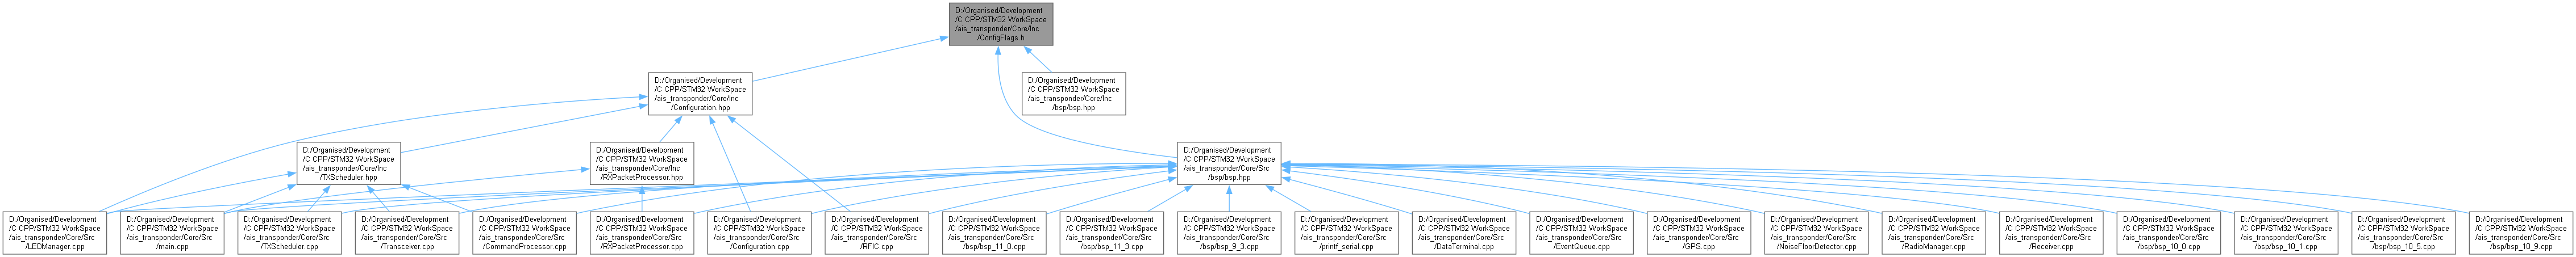 D:/Organised/Development
/C CPP/STM32 WorkSpace
/ais_transponder/Core/Inc
/ConfigFlags.h
D:/Organised/Development
/C CPP/STM32 WorkSpace
/ais_transponder/Core/Inc
/Configuration.hpp
D:/Organised/Development
/C CPP/STM32 WorkSpace
/ais_transponder/Core/Inc
/bsp/bsp.hpp
D:/Organised/Development
/C CPP/STM32 WorkSpace
/ais_transponder/Core/Inc
/TXScheduler.hpp
D:/Organised/Development
/C CPP/STM32 WorkSpace
/ais_transponder/Core/Inc
/RXPacketProcessor.hpp
D:/Organised/Development
/C CPP/STM32 WorkSpace
/ais_transponder/Core/Src
/bsp/bsp.hpp
D:/Organised/Development
/C CPP/STM32 WorkSpace
/ais_transponder/Core/Src
/LEDManager.cpp
D:/Organised/Development
/C CPP/STM32 WorkSpace
/ais_transponder/Core/Src
/main.cpp
D:/Organised/Development
/C CPP/STM32 WorkSpace
/ais_transponder/Core/Src
/TXScheduler.cpp
D:/Organised/Development
/C CPP/STM32 WorkSpace
/ais_transponder/Core/Src
/Transceiver.cpp
D:/Organised/Development
/C CPP/STM32 WorkSpace
/ais_transponder/Core/Src
/CommandProcessor.cpp
D:/Organised/Development
/C CPP/STM32 WorkSpace
/ais_transponder/Core/Src
/RXPacketProcessor.cpp
D:/Organised/Development
/C CPP/STM32 WorkSpace
/ais_transponder/Core/Src
/Configuration.cpp
D:/Organised/Development
/C CPP/STM32 WorkSpace
/ais_transponder/Core/Src
/RFIC.cpp
D:/Organised/Development
/C CPP/STM32 WorkSpace
/ais_transponder/Core/Src
/bsp/bsp_11_0.cpp
D:/Organised/Development
/C CPP/STM32 WorkSpace
/ais_transponder/Core/Src
/bsp/bsp_11_3.cpp
D:/Organised/Development
/C CPP/STM32 WorkSpace
/ais_transponder/Core/Src
/bsp/bsp_9_3.cpp
D:/Organised/Development
/C CPP/STM32 WorkSpace
/ais_transponder/Core/Src
/printf_serial.cpp
D:/Organised/Development
/C CPP/STM32 WorkSpace
/ais_transponder/Core/Src
/DataTerminal.cpp
D:/Organised/Development
/C CPP/STM32 WorkSpace
/ais_transponder/Core/Src
/EventQueue.cpp
D:/Organised/Development
/C CPP/STM32 WorkSpace
/ais_transponder/Core/Src
/GPS.cpp
D:/Organised/Development
/C CPP/STM32 WorkSpace
/ais_transponder/Core/Src
/NoiseFloorDetector.cpp
D:/Organised/Development
/C CPP/STM32 WorkSpace
/ais_transponder/Core/Src
/RadioManager.cpp
D:/Organised/Development
/C CPP/STM32 WorkSpace
/ais_transponder/Core/Src
/Receiver.cpp
D:/Organised/Development
/C CPP/STM32 WorkSpace
/ais_transponder/Core/Src
/bsp/bsp_10_0.cpp
D:/Organised/Development
/C CPP/STM32 WorkSpace
/ais_transponder/Core/Src
/bsp/bsp_10_1.cpp
D:/Organised/Development
/C CPP/STM32 WorkSpace
/ais_transponder/Core/Src
/bsp/bsp_10_5.cpp
D:/Organised/Development
/C CPP/STM32 WorkSpace
/ais_transponder/Core/Src
/bsp/bsp_10_9.cpp